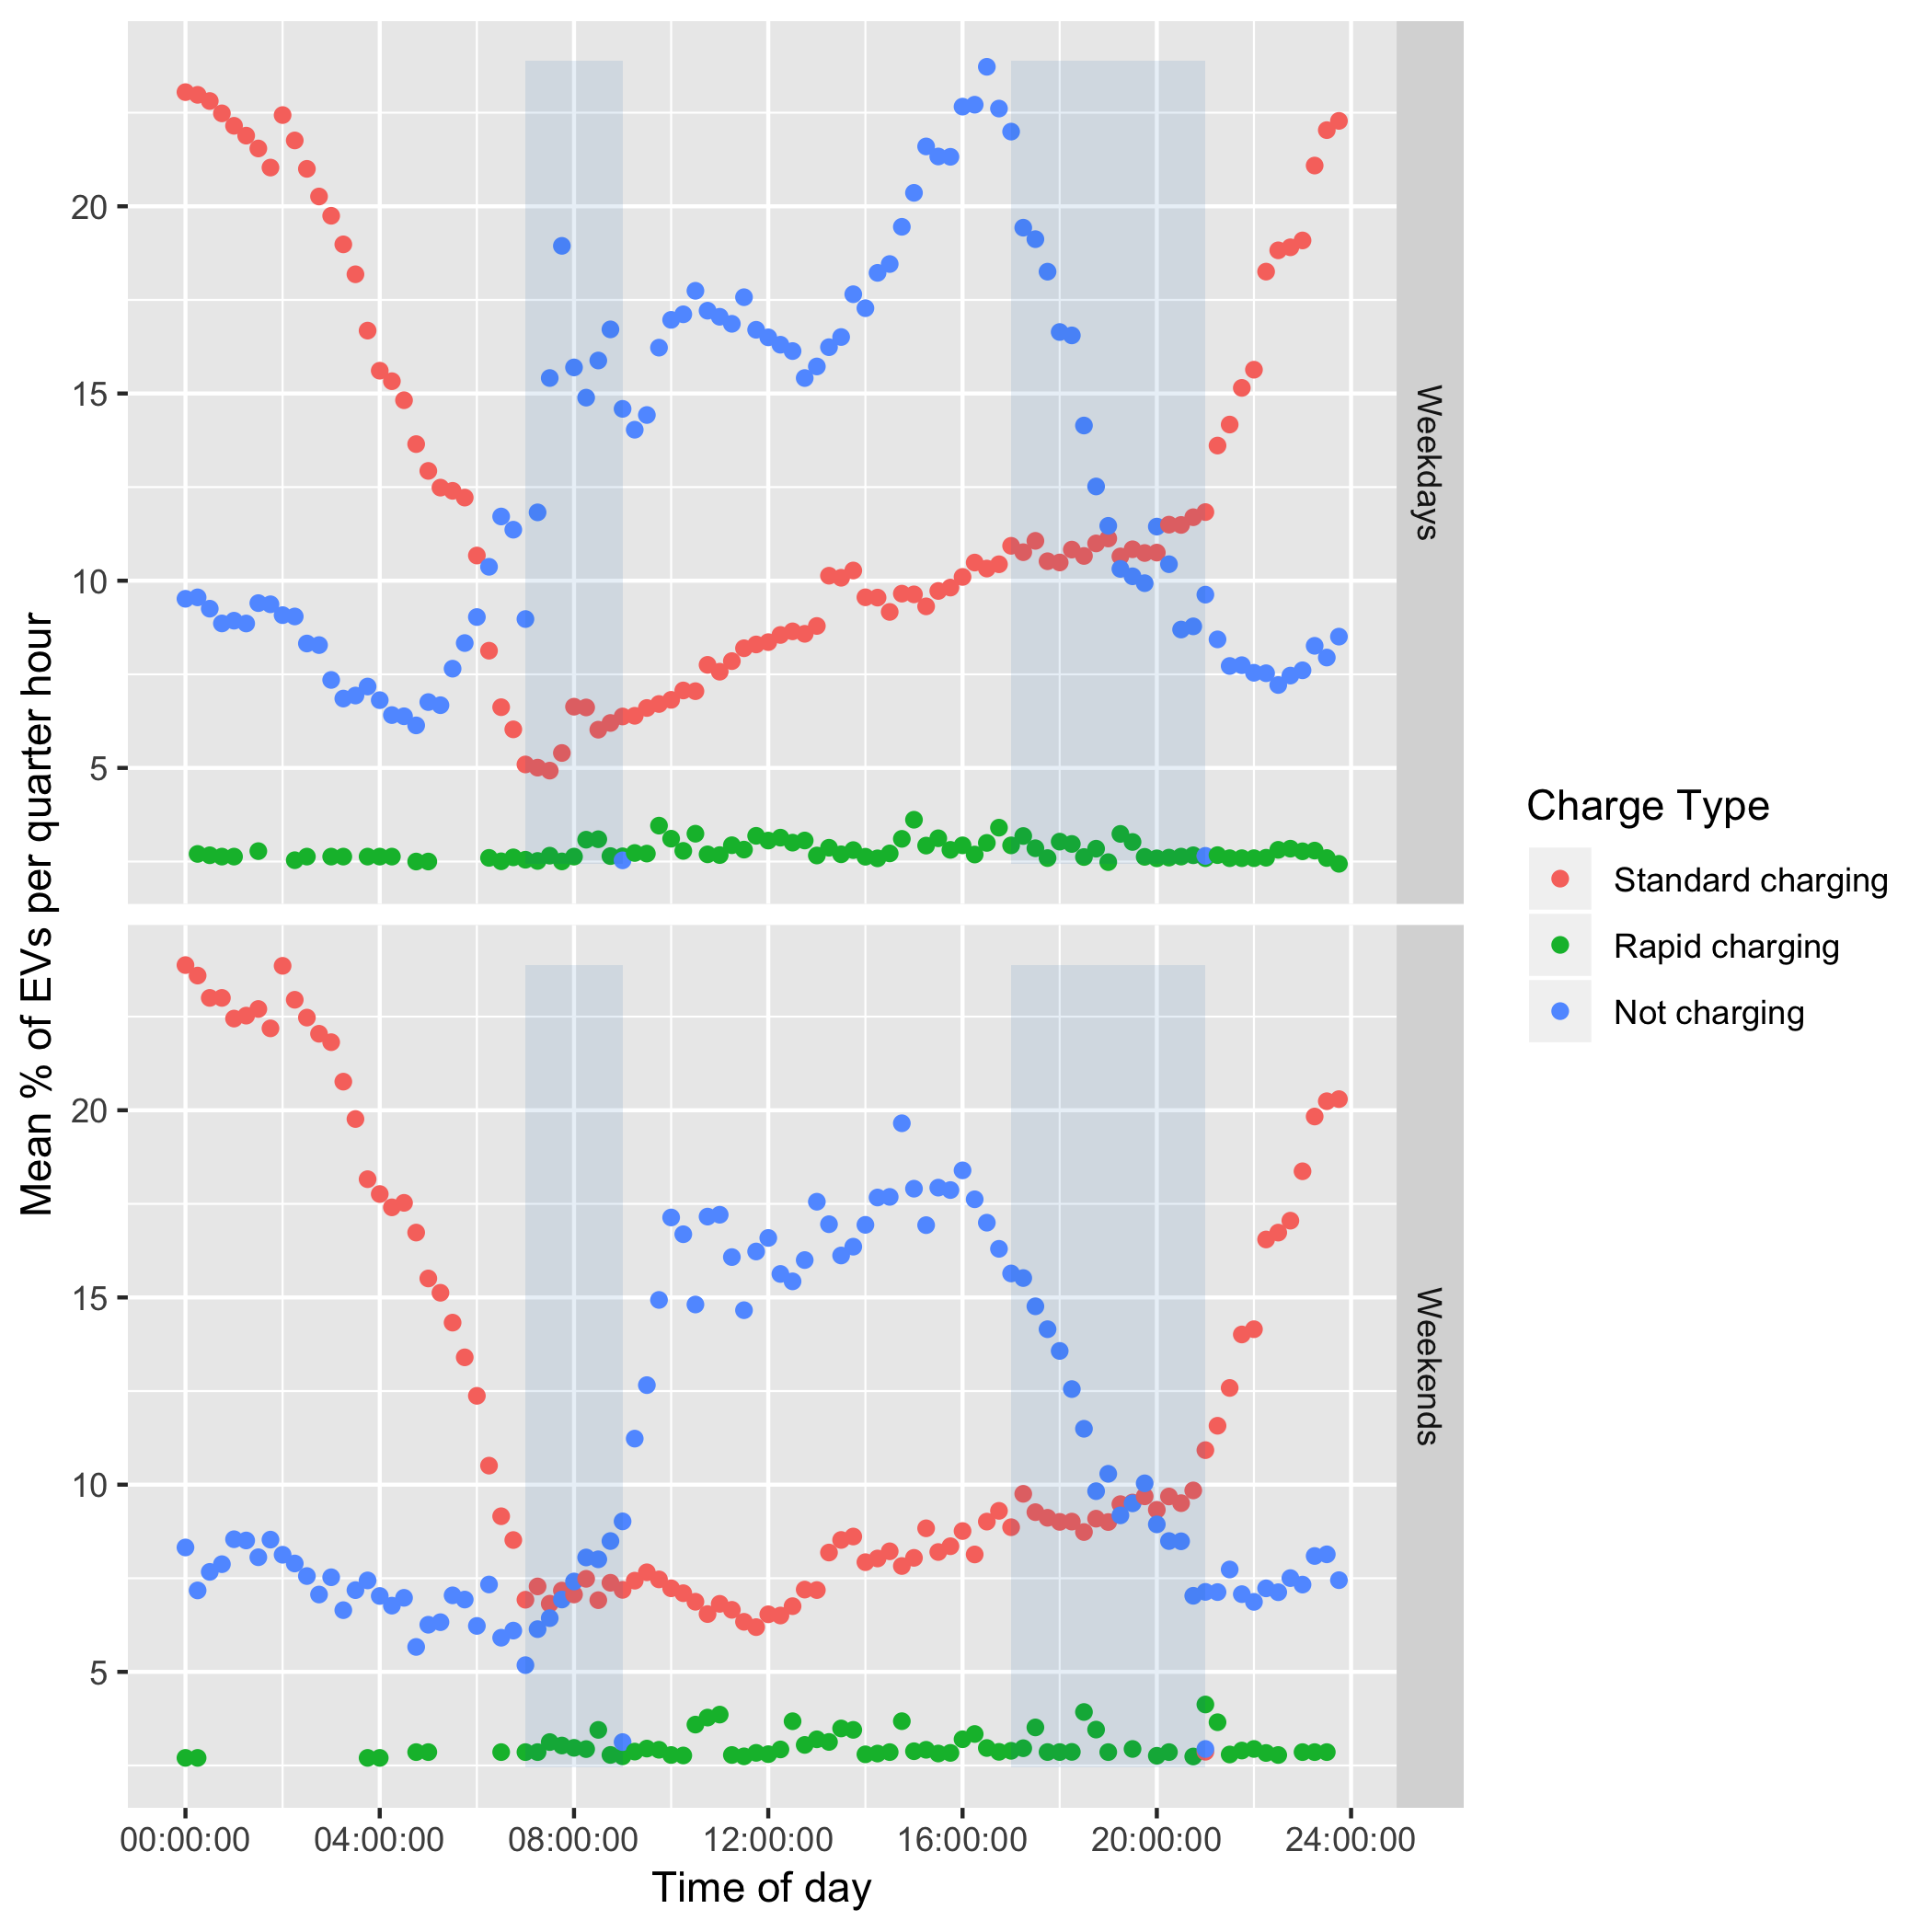 Mean % of EVs per quarter hour
20
15
10
5
Weekdays
20
15
10
5
Weekends
00:00:00 04:00:00 08:00:00 12:00:00 16:00:00 20:00:00 24:00:00
Time of day
Charge Type
Standard charging
Rapid charging
Not charging